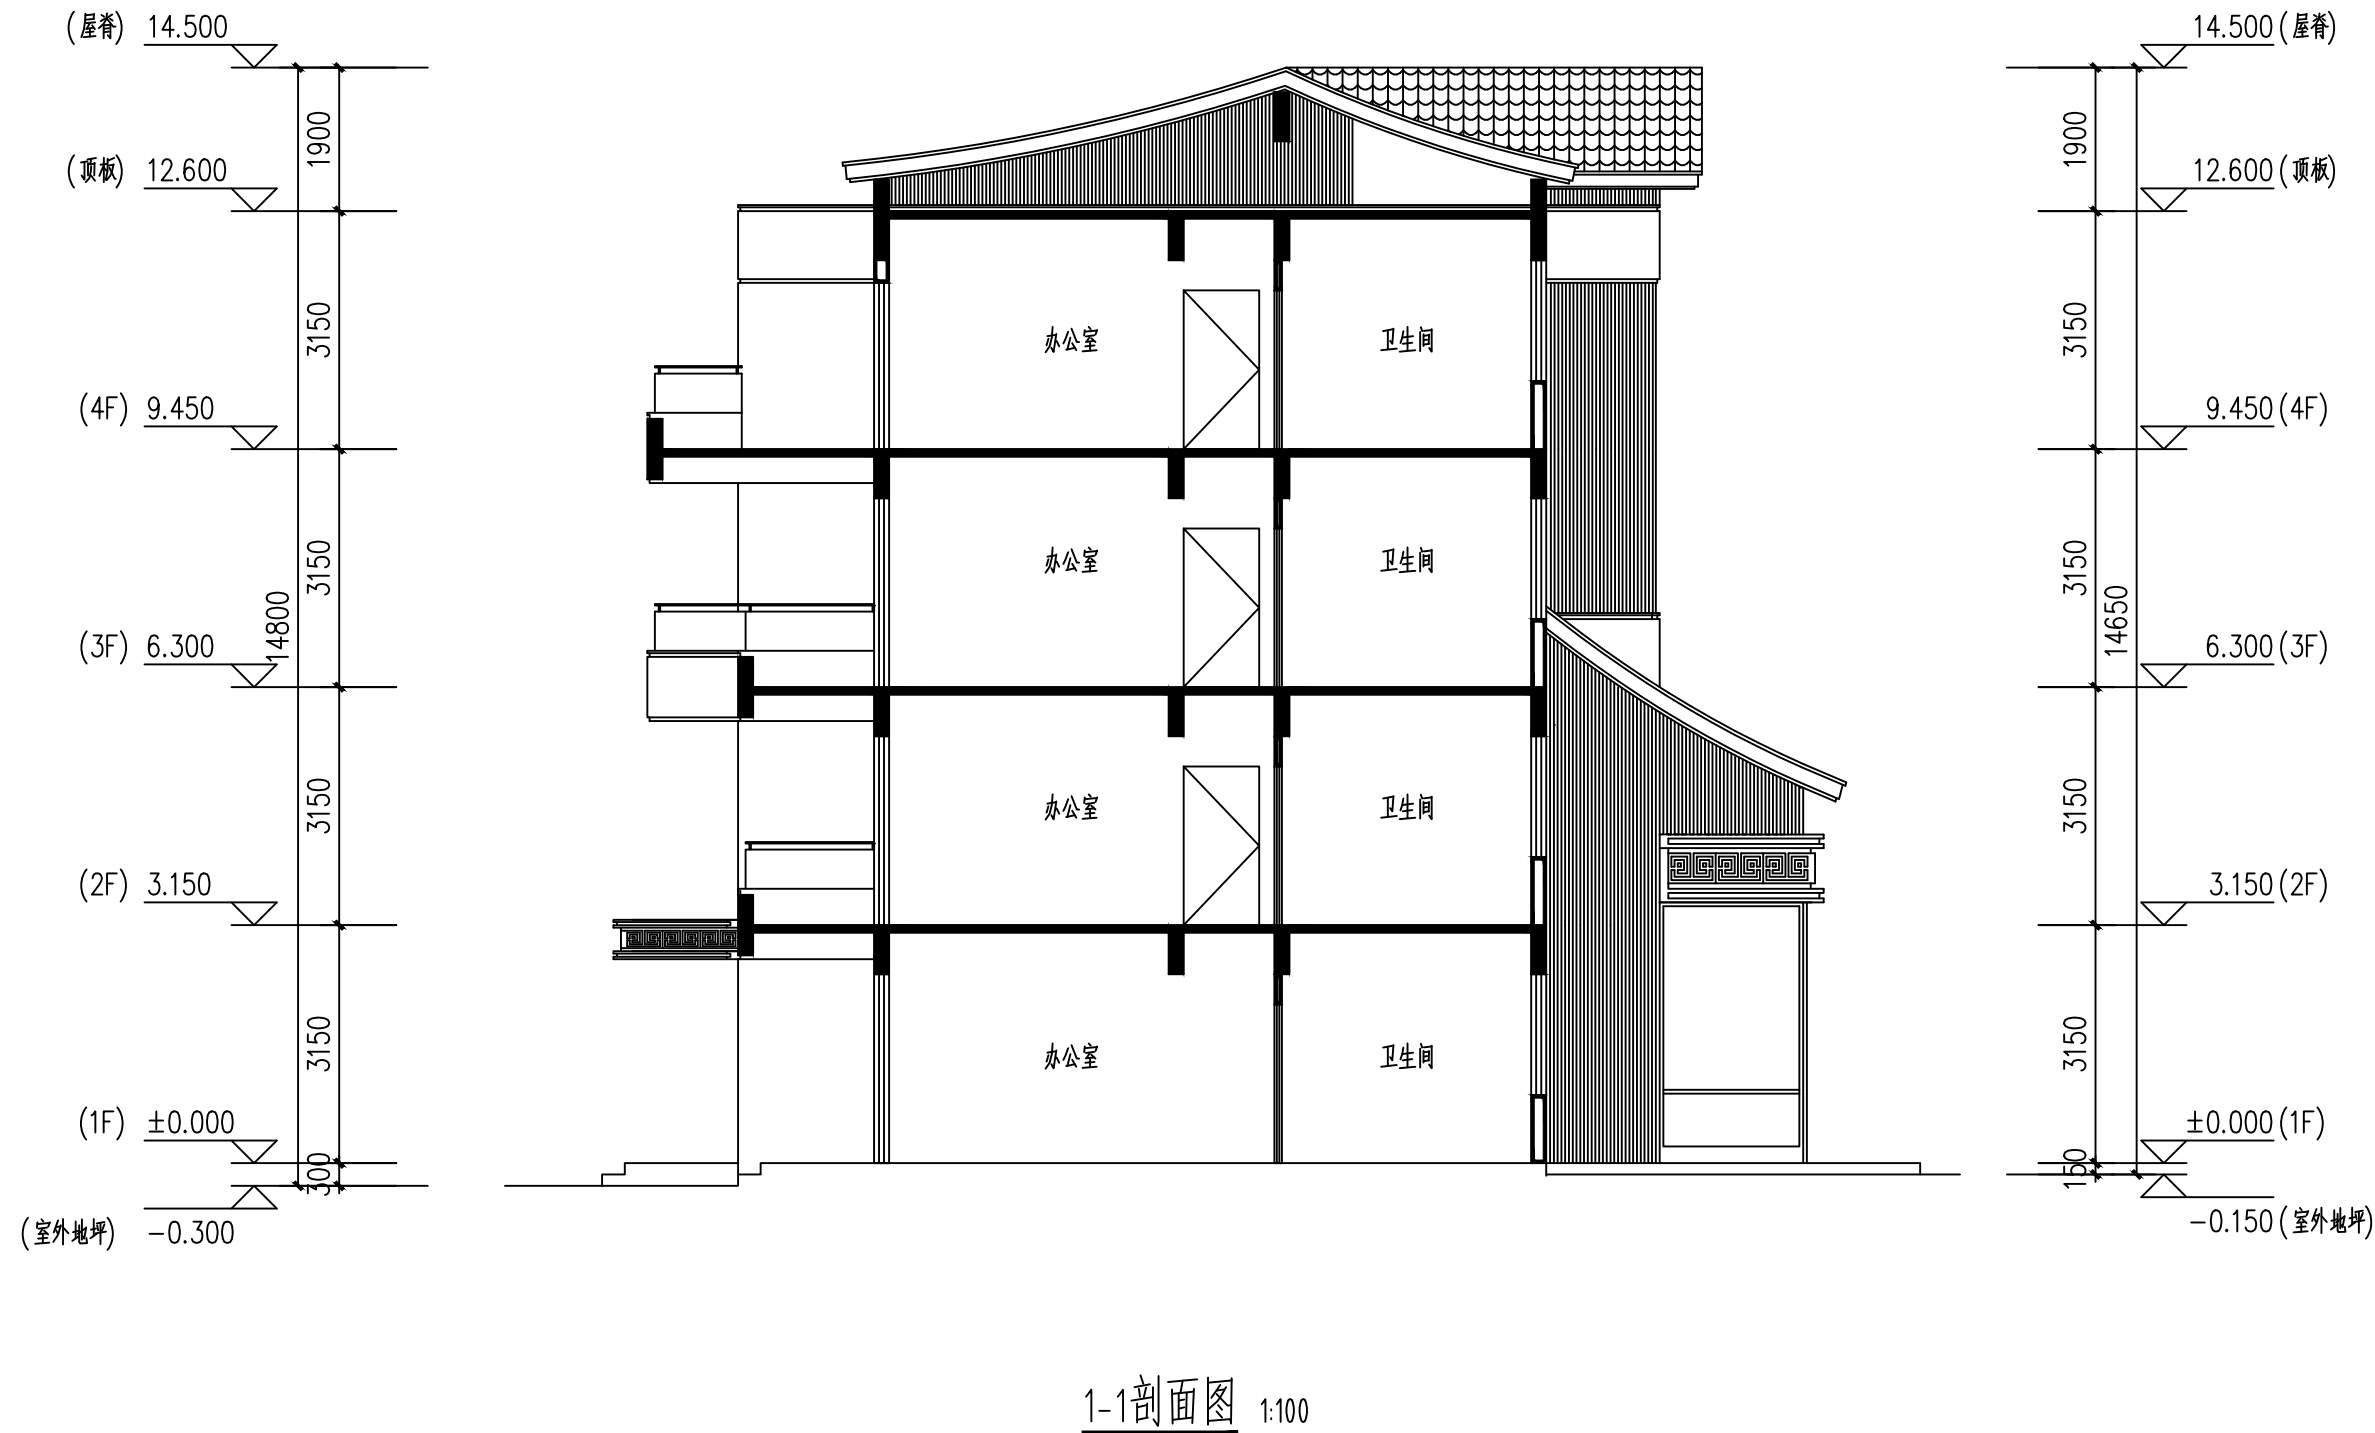 (屋脊) 14.500
14.500(屋脊)
1900
1900
(顶板) 12.600
12.600(顶板)
3150
办公室
卫生间
3150
(4F) 9.450
9.450(4F)
3150
办公室
卫生间
3150
14800
14650
(3F) 6.300
6.300(3F)
3150
办公室
卫生间
3150
(2F) 3.150
3.150(2F)
3150
办公室
卫生间
3150
(1F) ±0.000
±0.000(1F)
300
150
(室外地坪) -0.300
-0.150(室外地坪)
1-1剖面图 1:100